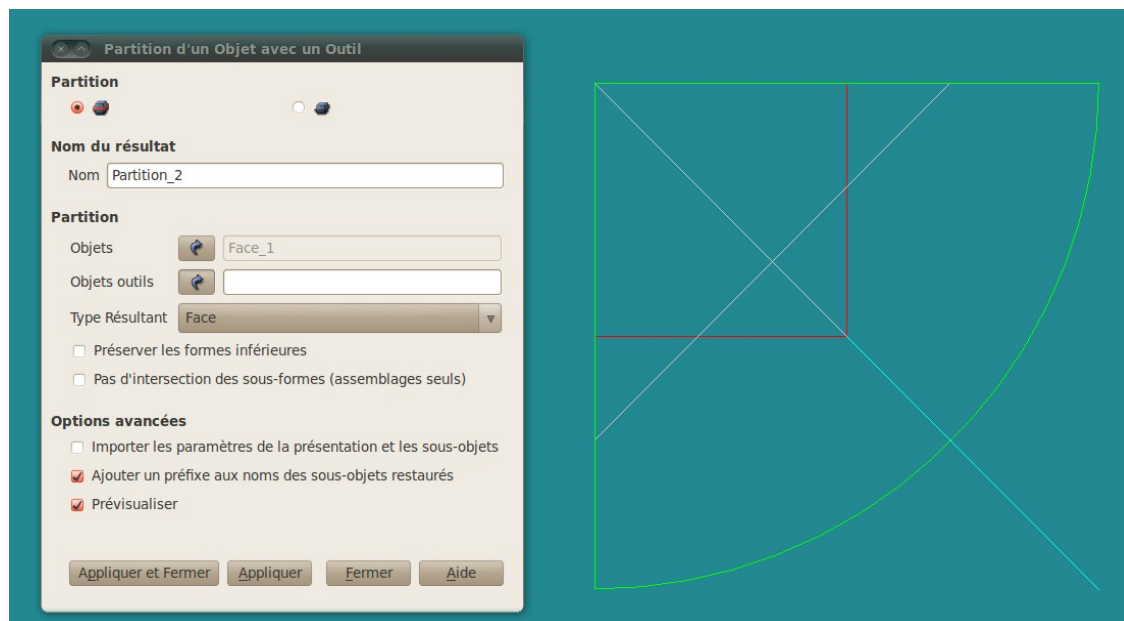 Partition d'un Objet avec un Outil
Partition
Nom du résultat
Nom Partition_2
Partition
Objets Face_1
Objets outils
Type Résultant Face
Préserver les formes inférieures
Pas d'intersection des sous-formes (assemblages seuls)
Options avancées
Importer les paramètres de la présentation et les sous-objets
Ajouter un préfixe aux noms des sous-objets restaurés
Prévisualiser
Appliquer et Fermer Appliquer Fermer Aide